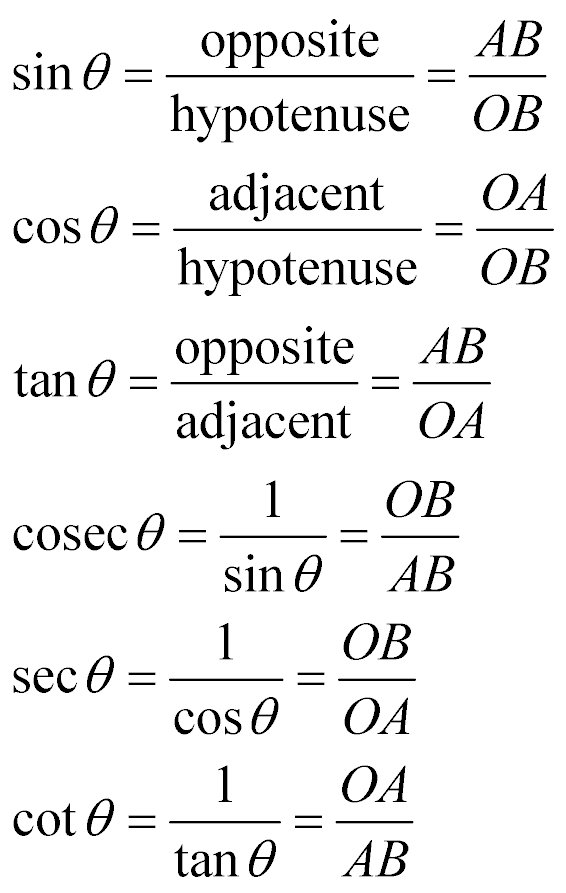 sin θ = opposite / hypotenuse = AB / OB
cos θ = adjacent / hypotenuse = OA / OB
tan θ = opposite / adjacent = AB / OA
cosec θ = 1 / sin θ = OB / AB
sec θ = 1 / cos θ = OB / OA
cot θ = 1 / tan θ = OA / AB